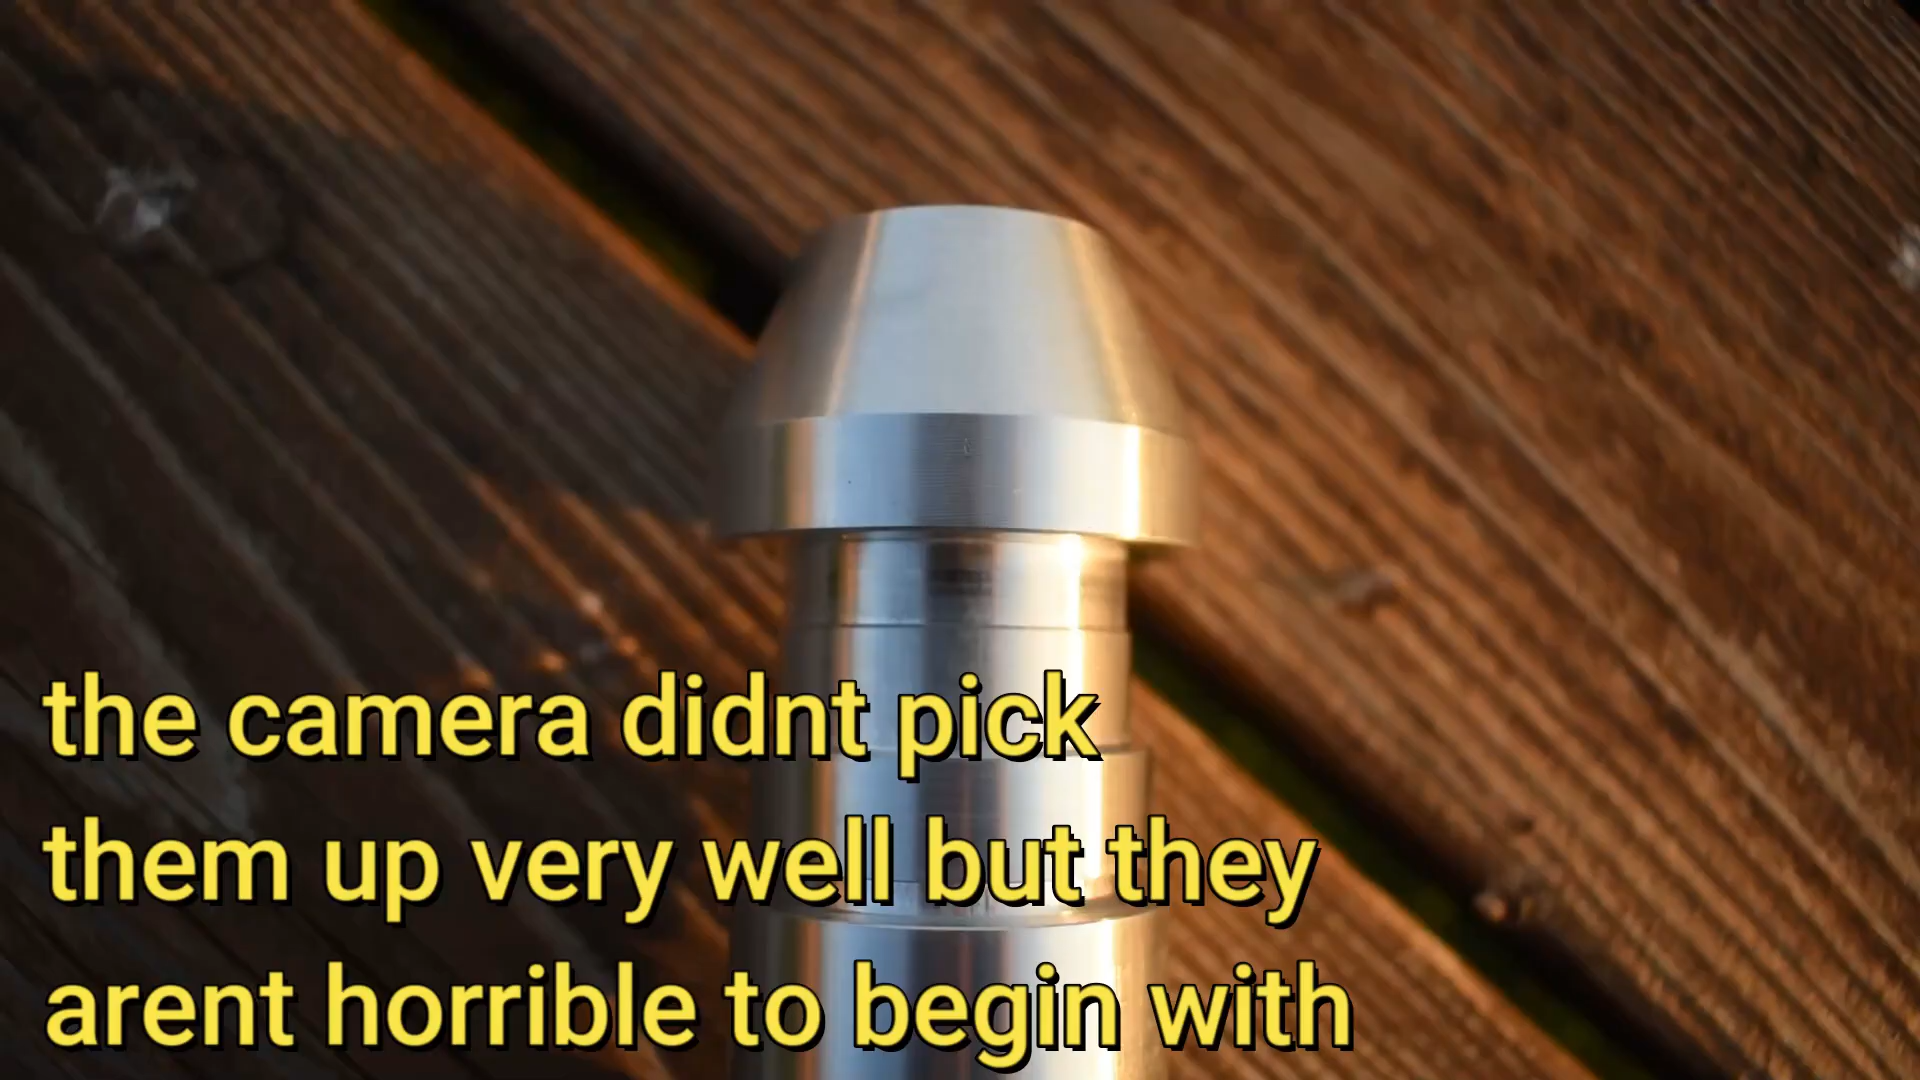 the camera didnt pick
them up very well but they
arent horrible to begin with